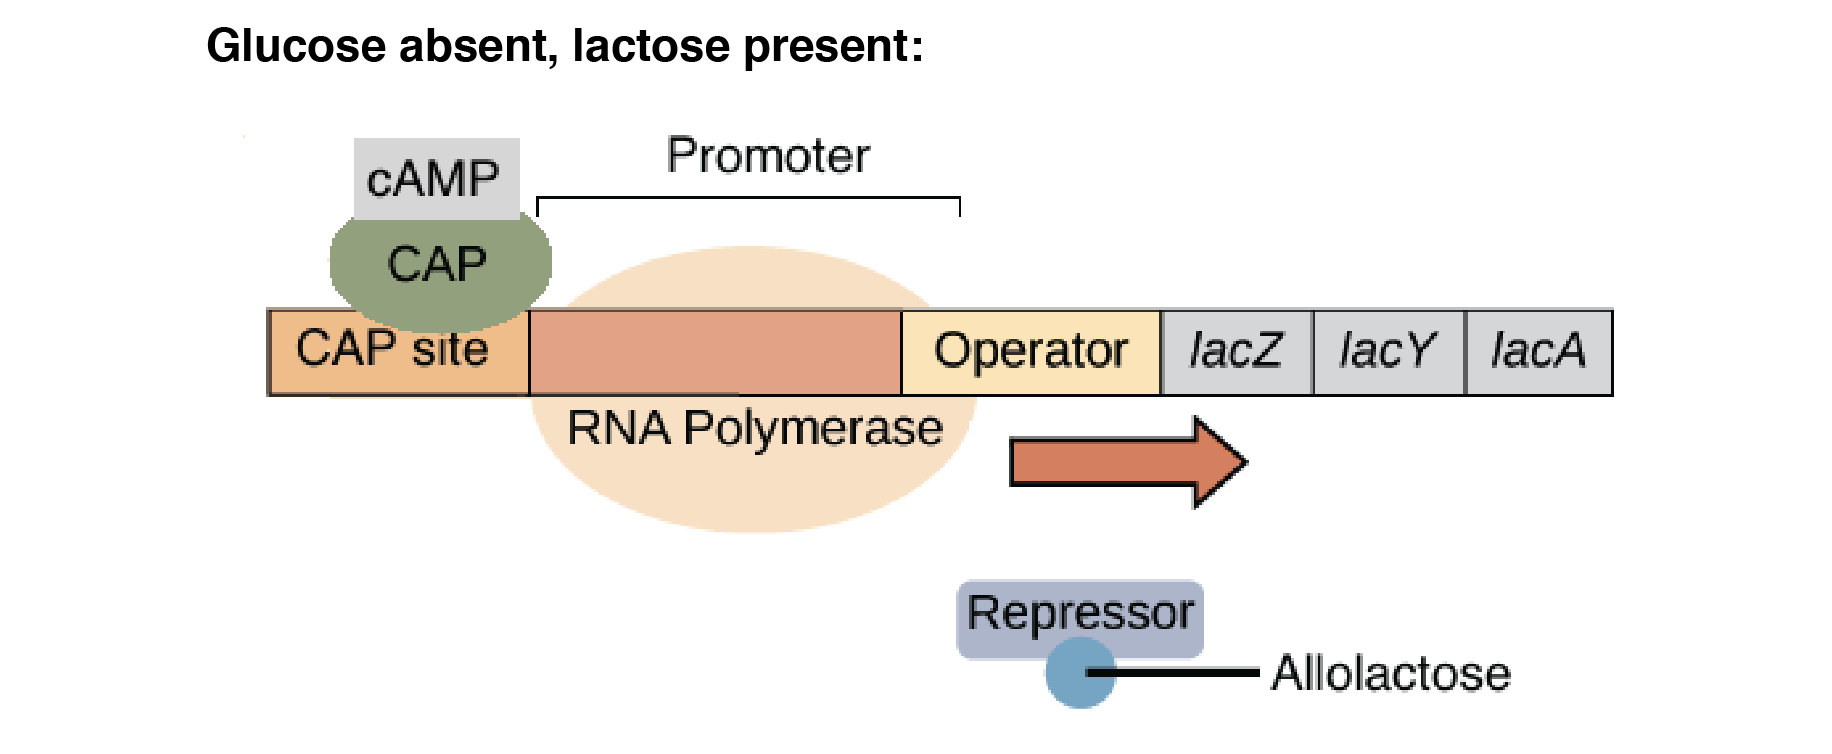 Glucose absent, lactose present:
Promoter
cAMP
CAP
CAP site
Operator
lacZ
lacY
lacA
RNA Polymerase
Repressor
Allolactose